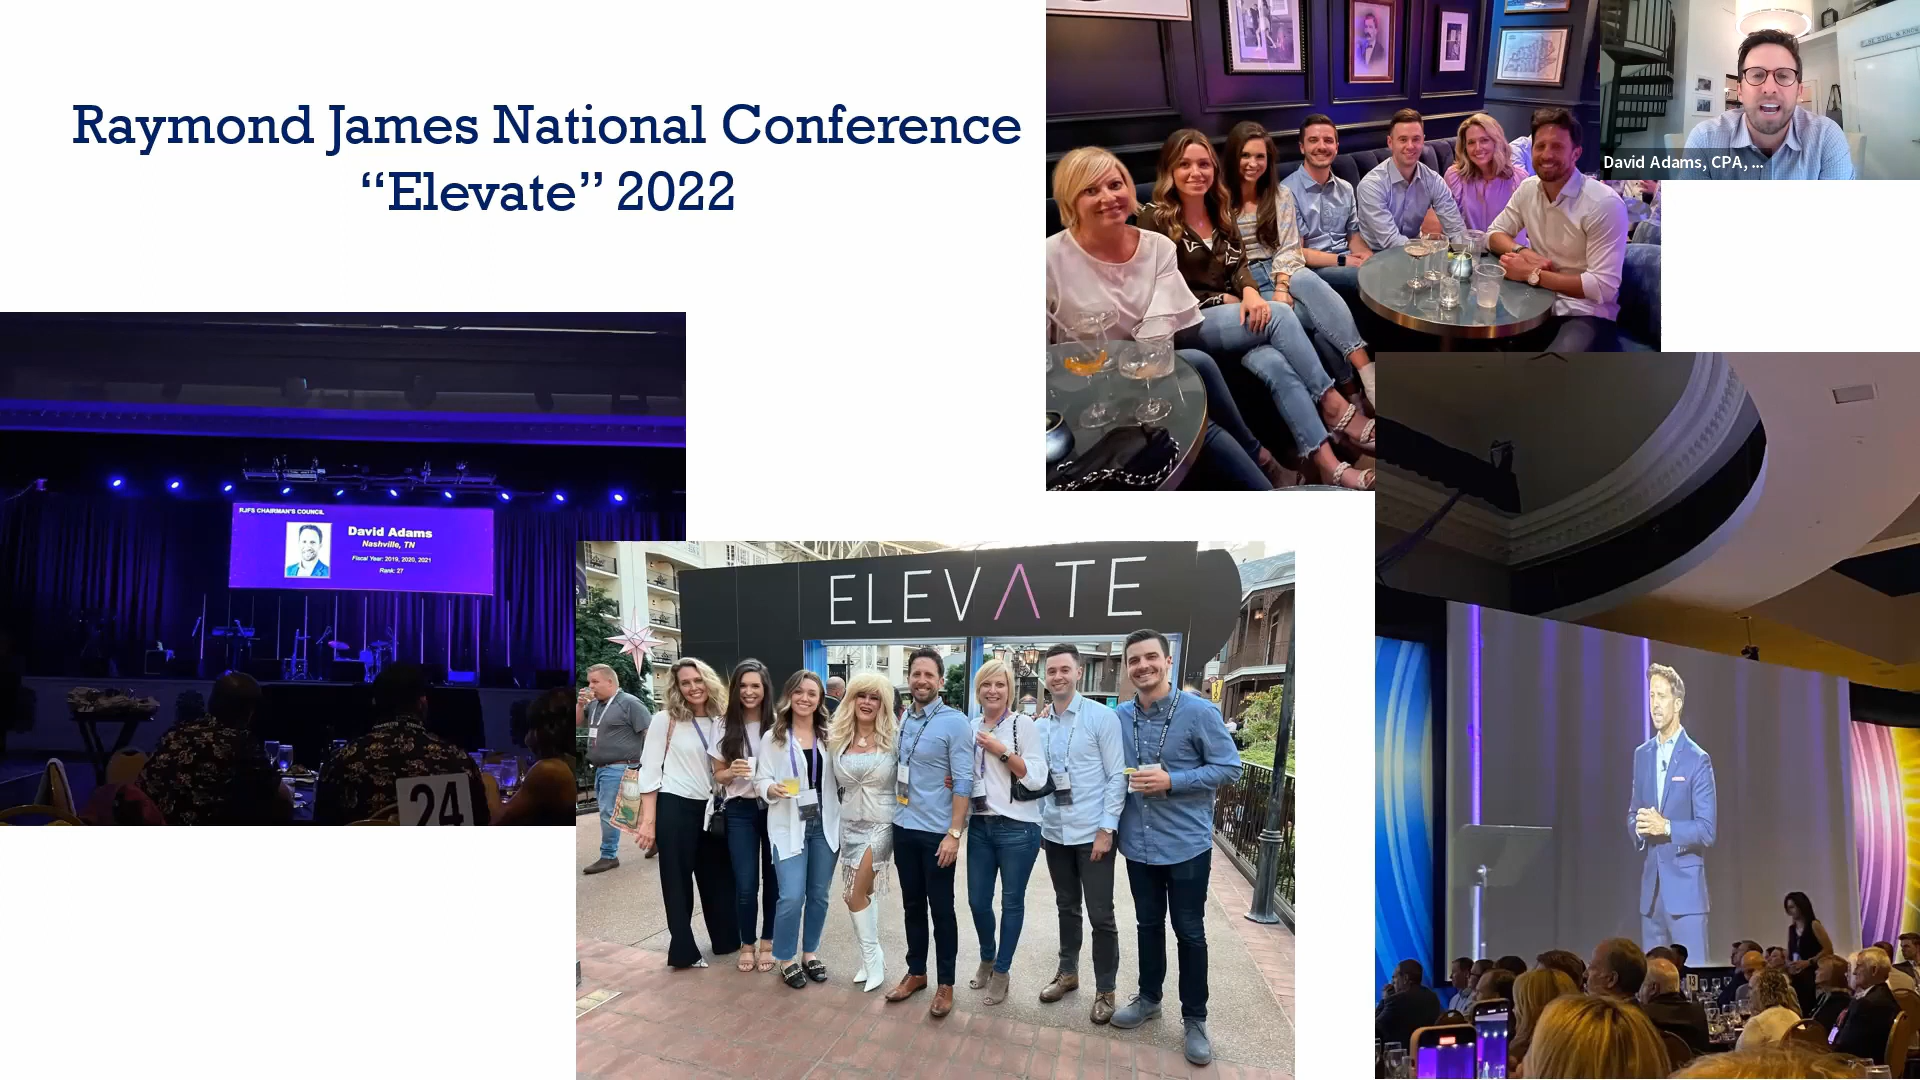 Raymond James National Conference
“Elevate” 2022
David Adams, CPA, ...
RJFS CHAIRMAN'S COUNCIL
David Adams
Nashville, TN
Fiscal Year: 2019, 2020, 2021
Rank: 27
24
ELEVATE